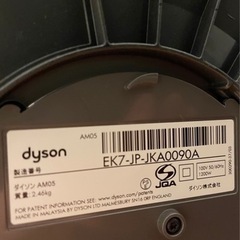 dyson
AM05
製造番号
EK7-JP-JKA0090A
ダイソン AM05
質量: 2.46kg
PS
E
JQA
100V 50/60Hz
1200W
FOR PATENT INFORMATION SEE: WWW.DYSON.COM/PATENTS
MADE IN MALAYSIA BY DYSON LTD, MALMESBURY SN16 0RP ENGLAND
ダイソン株式会社